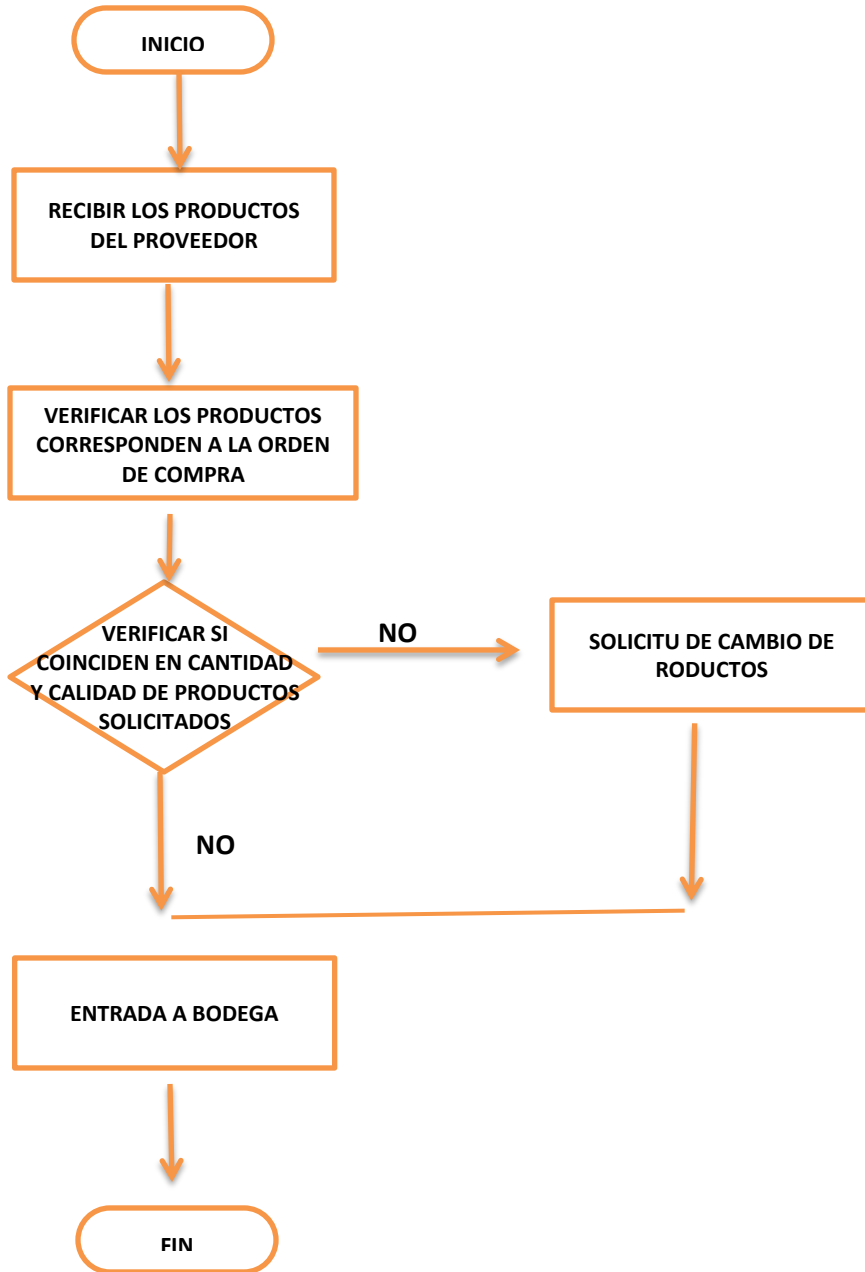 INICIO
RECIBIR LOS PRODUCTOS
DEL PROVEEDOR
VERIFICAR LOS PRODUCTOS
CORRESPONDEN A LA ORDEN
DE COMPRA
VERIFICAR SI
COINCIDEN EN CANTIDAD
Y CALIDAD DE PRODUCTOS
SOLICITADOS
NO
SOLICITU DE CAMBIO DE
RODUCTOS
NO
ENTRADA A BODEGA
FIN